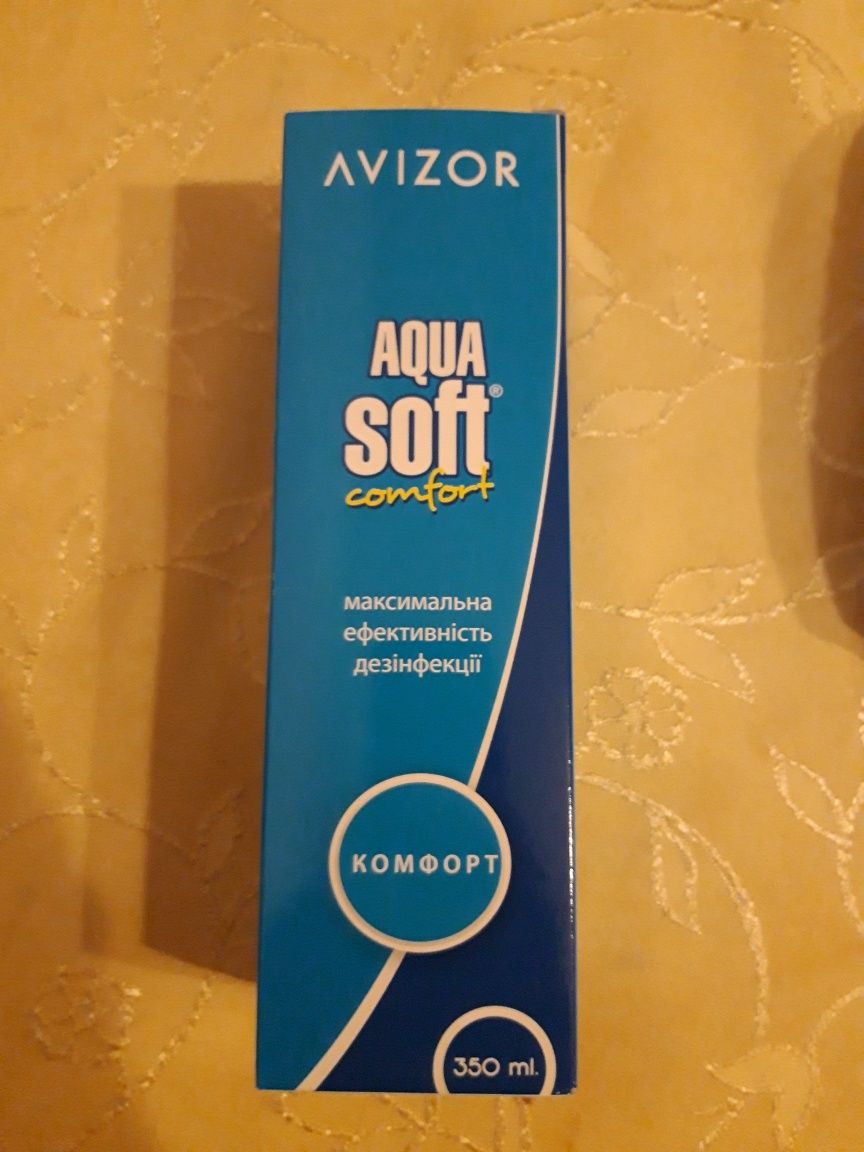 AVIZOR
AQUA
soft®
comfort
максимальна
ефективність
дезінфекції
КОМФОРТ
350 ml.